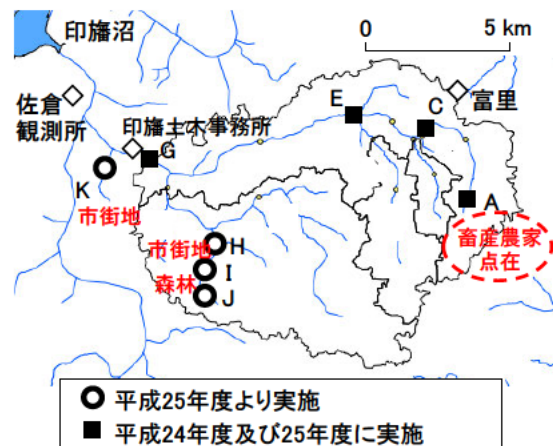 印旛沼
0 5 km
佐倉
観測所
印旛土木事務所
富里
E
C
G
K
A
市街地
市街地
H
I
森林
J
畜産農家
点在
平成25年度より実施
平成24年度及び25年度に実施